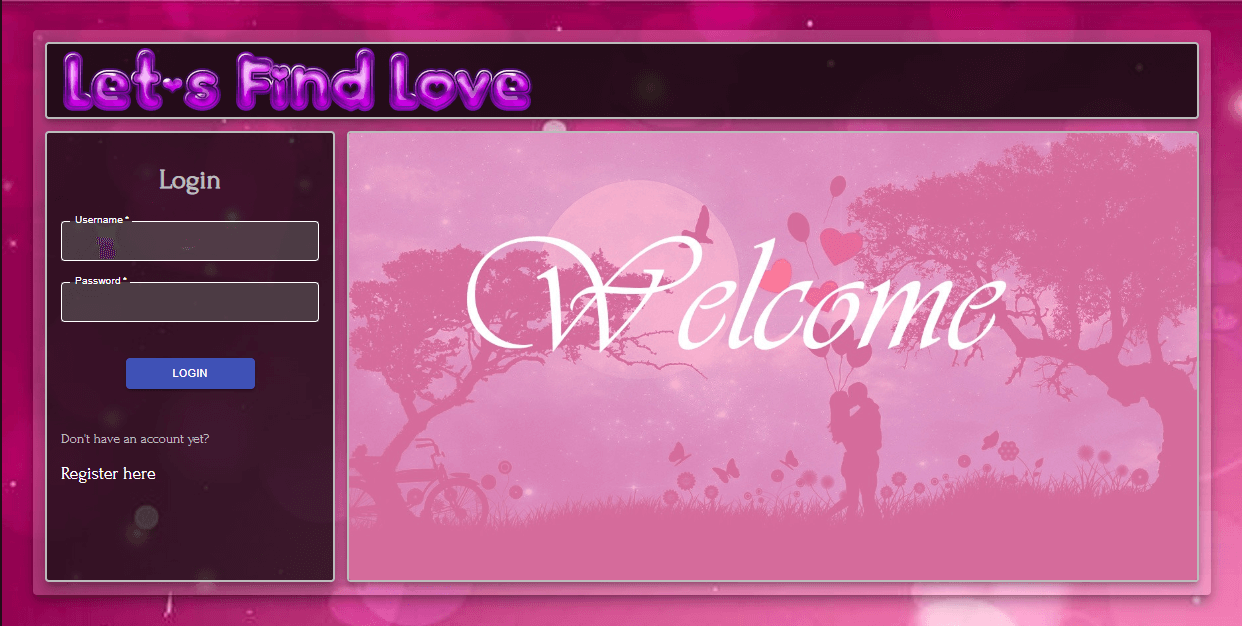 Let's Find Love
Login
Username *
Password *
LOGIN
Don't have an account yet?
Register here
Welcome